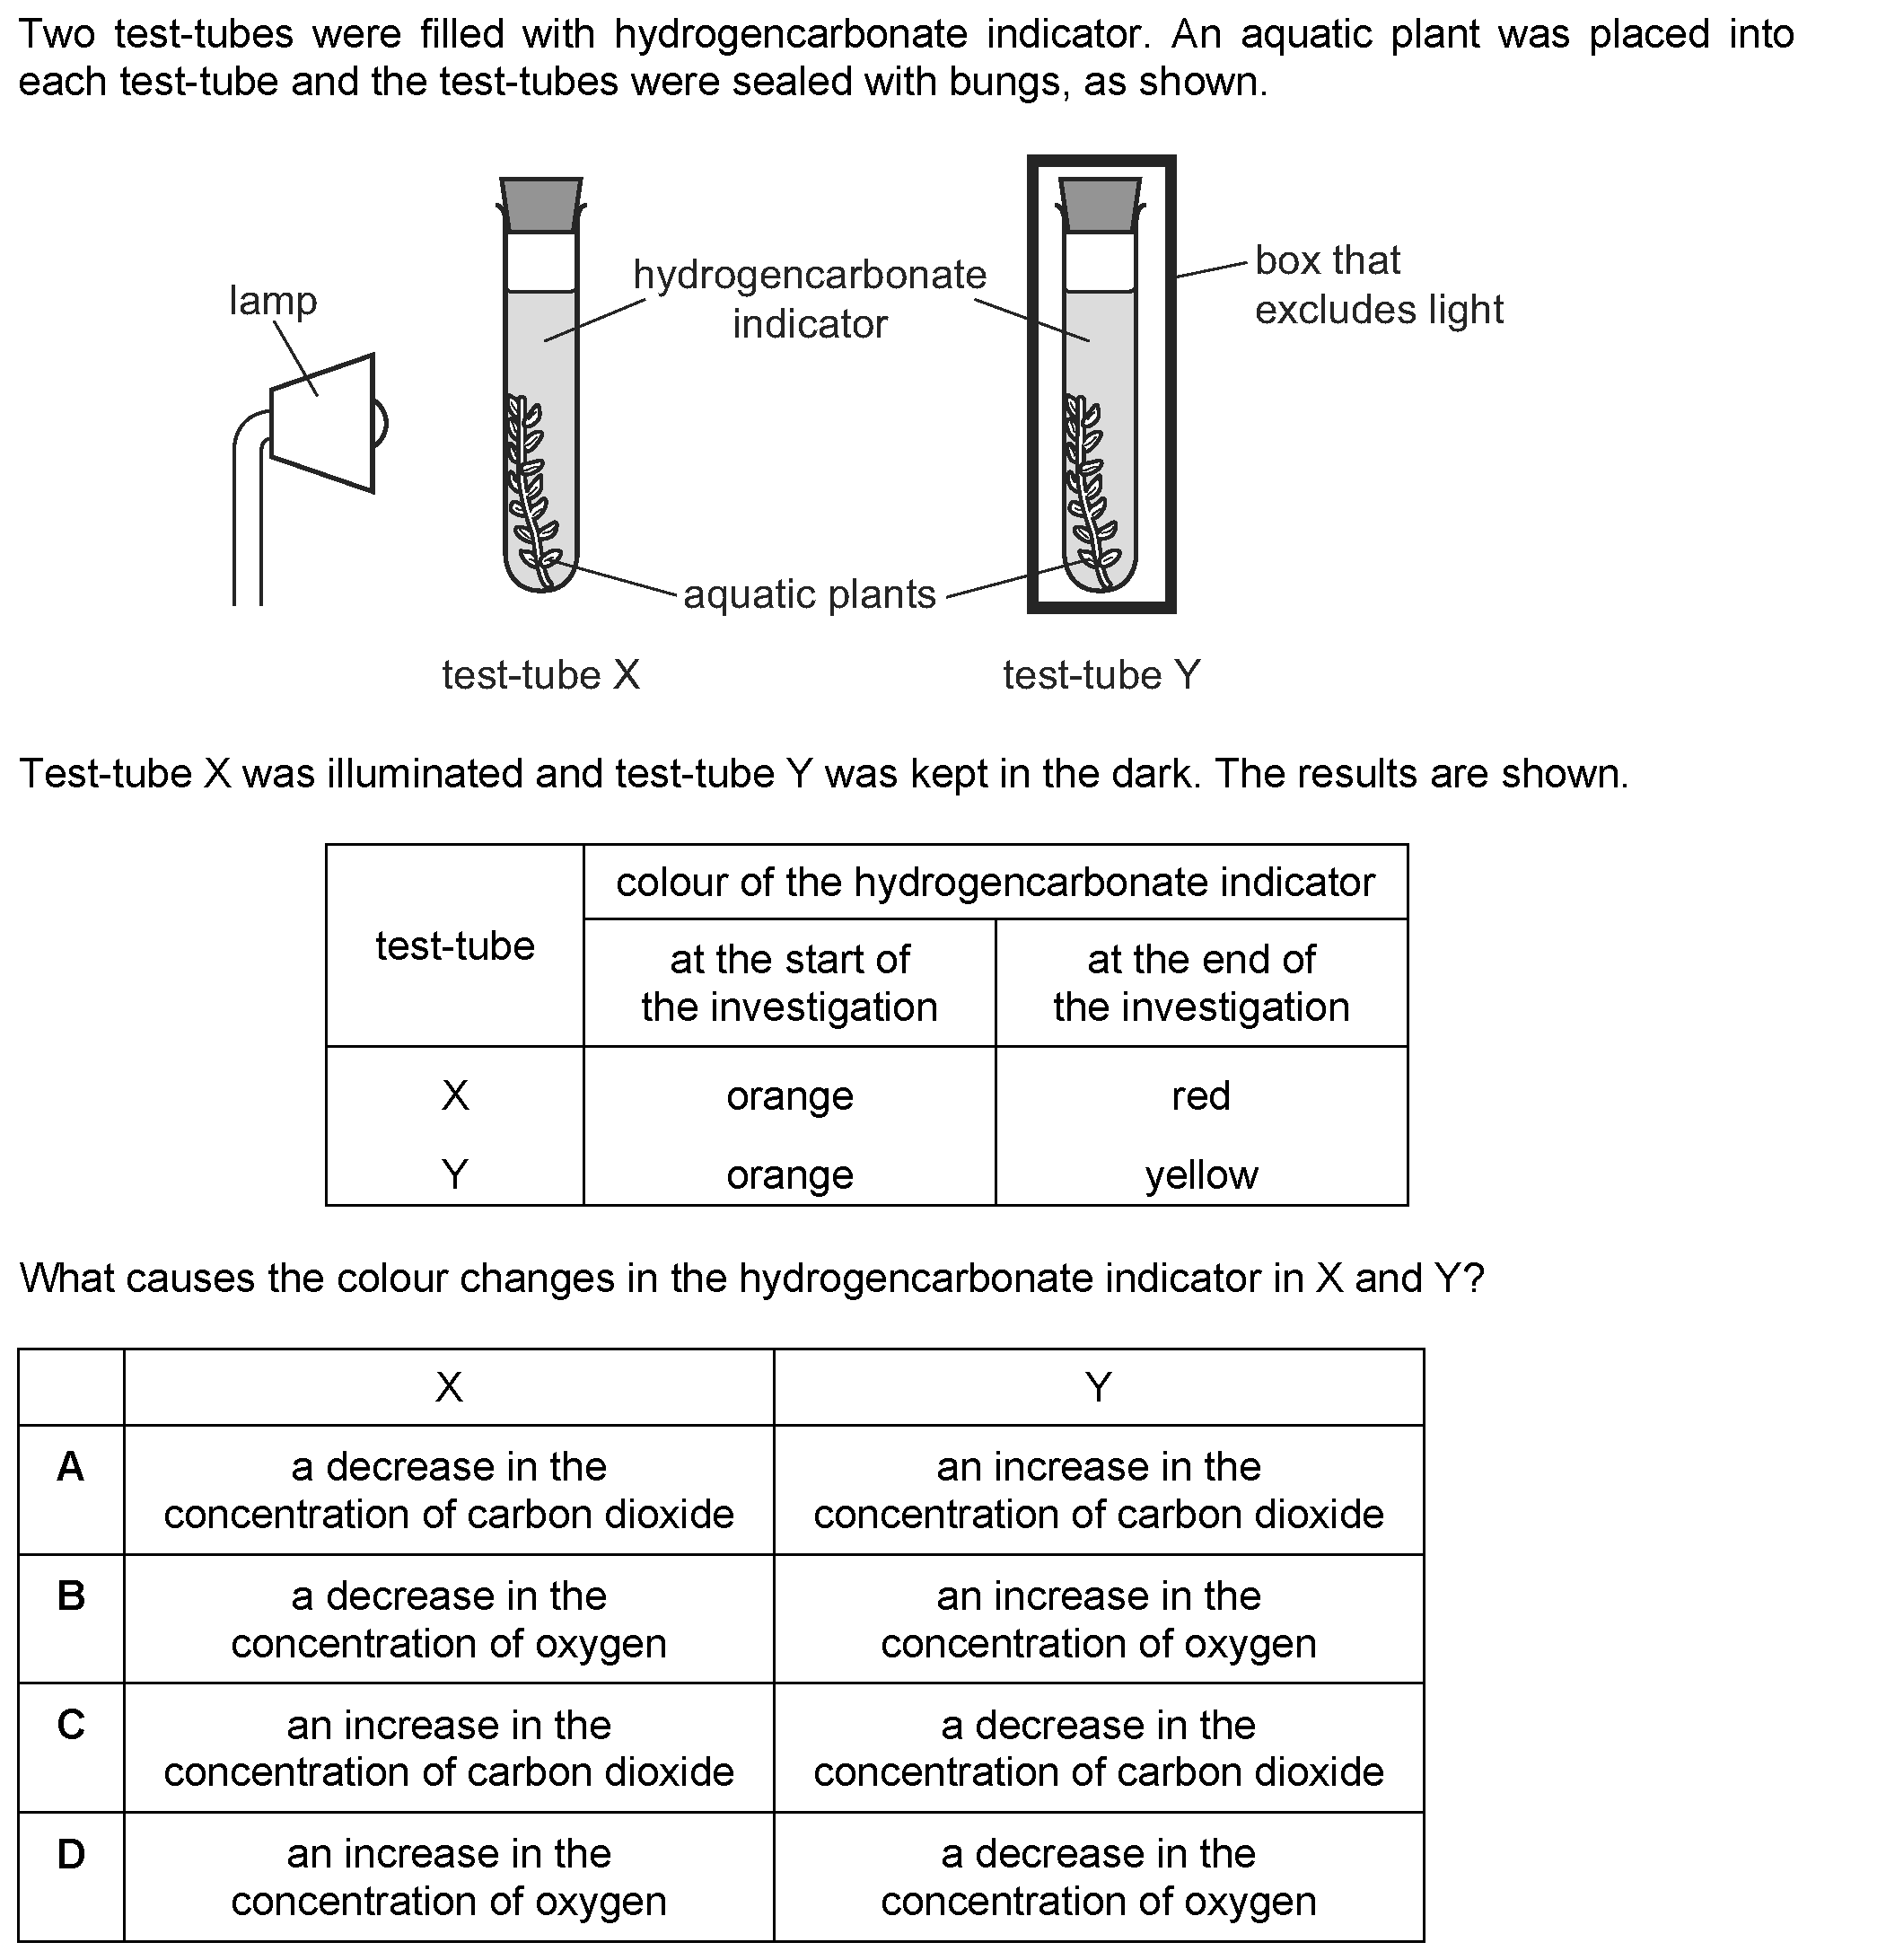 Two test-tubes were filled with hydrogencarbonate indicator. An aquatic plant was placed into
each test-tube and the test-tubes were sealed with bungs, as shown.
lamp
hydrogencarbonate
indicator
box that
excludes light
aquatic plants
test-tube X
test-tube Y
Test-tube X was illuminated and test-tube Y was kept in the dark. The results are shown.
test-tube
colour of the hydrogencarbonate indicator
at the start of
the investigation
at the end of
the investigation
X
orange
red
Y
orange
yellow
What causes the colour changes in the hydrogencarbonate indicator in X and Y?
X
Y
A
a decrease in the
concentration of carbon dioxide
an increase in the
concentration of carbon dioxide
B
a decrease in the
concentration of oxygen
an increase in the
concentration of oxygen
C
an increase in the
concentration of carbon dioxide
a decrease in the
concentration of carbon dioxide
D
an increase in the
concentration of oxygen
a decrease in the
concentration of oxygen